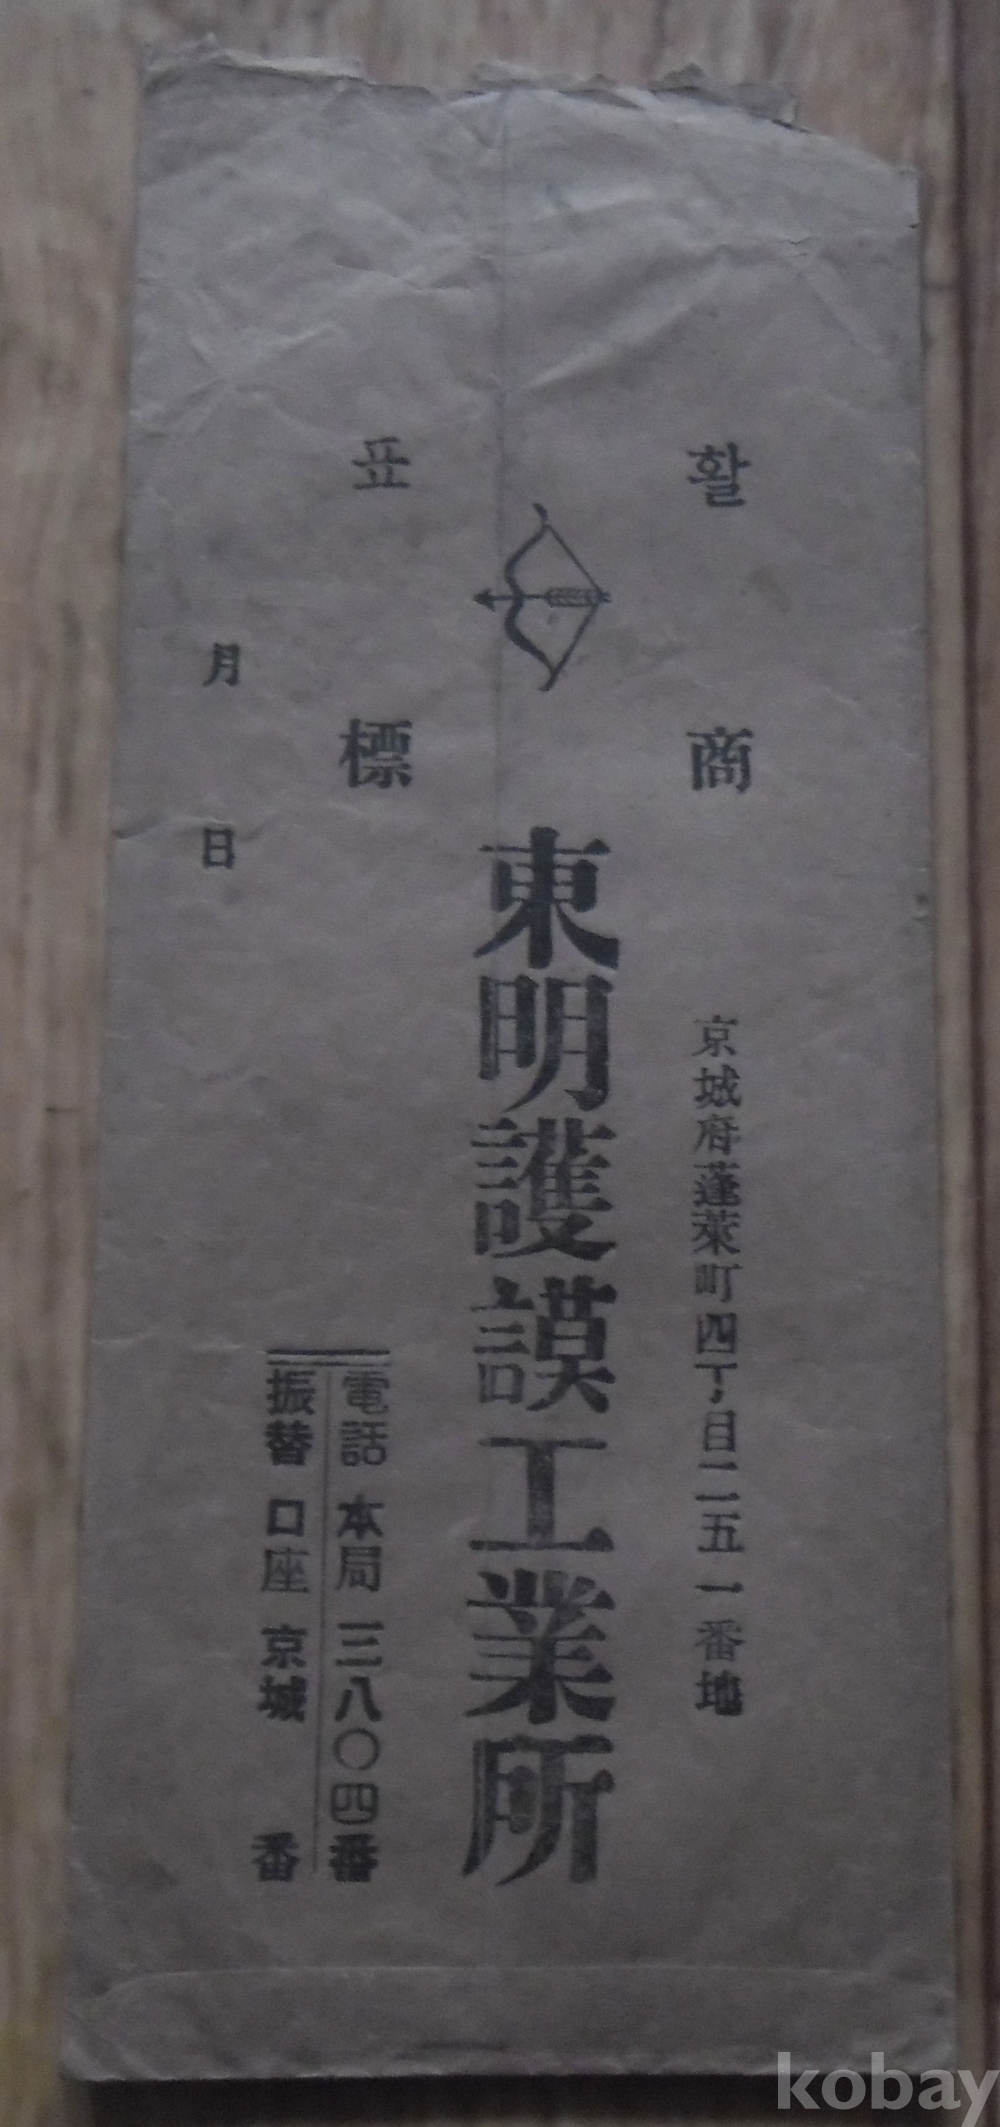 활 표
商 標
京城府蓬萊町四丁目二五一番地
東明護謨工業所
電話 本局 三八〇四番
振替 口座 京城 番
月 日
kobay